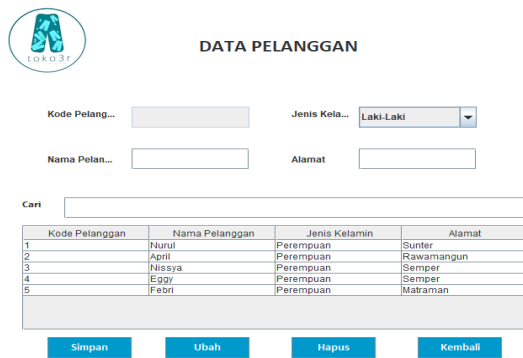 toko3r
DATA PELANGGAN
Kode Pelang...
Jenis Kela... Laki-Laki
Nama Pelan...
Alamat
Cari
Kode Pelanggan Nama Pelanggan Jenis Kelamin Alamat
1 Nurul Perempuan Sunter
2 April Perempuan Rawamangun
3 Nissya Perempuan Semper
4 Eggy Perempuan Semper
5 Febri Perempuan Matraman
Simpan Ubah Hapus Kembali